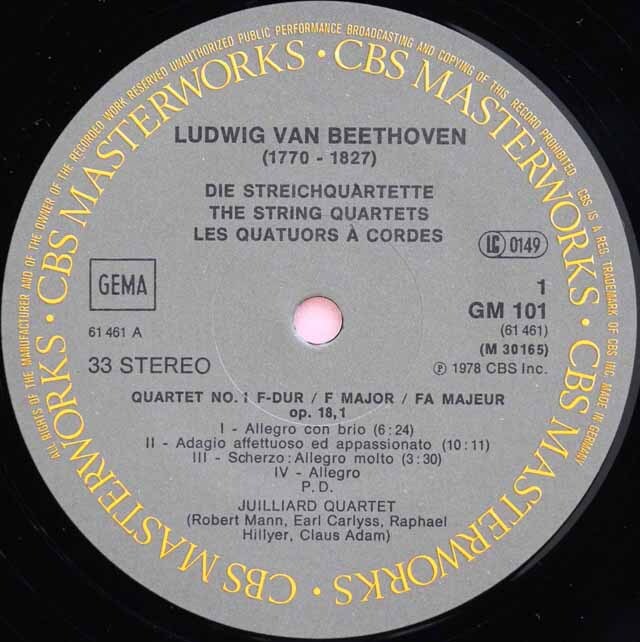 ALL RIGHTS OF THE MANUFACTURER AND OF THE OWNER OF THE RECORDED WORK RESERVED UNAUTHORIZED PUBLIC PERFORMANCE BROADCASTING AND COPYING OF THIS RECORD PROHIBITED. CBS IS A REG. TRADEMARK OF CBS INC. MADE IN GERMANY
CBS MASTERWORKS · CBS MASTERWORKS · CBS MASTERWORKS · CBS MASTERWORKS · CBS MASTERWORKS ·
LUDWIG VAN BEETHOVEN
(1770 - 1827)
DIE STREICHQUARTETTE
THE STRING QUARTETS
LES QUATUORS À CORDES
LC 0149
GEMA
1
GM 101
61 461 A
(61 461)
(M 30165)
33 STEREO
Ⓟ 1978 CBS Inc.
QUARTET NO. 1 F-DUR / F MAJOR / FA MAJEUR
op. 18,1
I - Allegro con brio (6:24)
II - Adagio affettuoso ed appassionato (10:11)
III - Scherzo: Allegro molto (3:30)
IV - Allegro
P. D.
JUILLIARD QUARTET
(Robert Mann, Earl Carlyss, Raphael
Hillyer, Claus Adam)